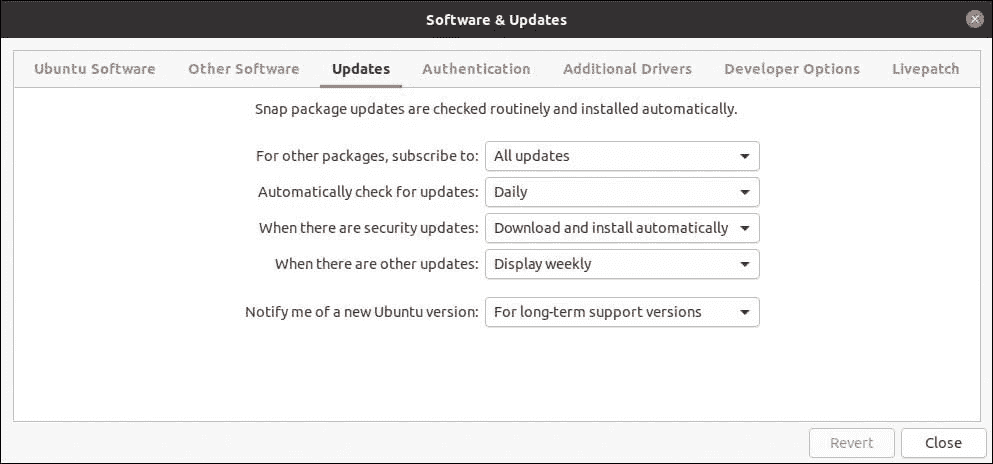 Software & Updates
Ubuntu Software Other Software Updates Authentication Additional Drivers Developer Options Livepatch
Snap package updates are checked routinely and installed automatically.
For other packages, subscribe to: All updates
Automatically check for updates: Daily
When there are security updates: Download and install automatically
When there are other updates: Display weekly
Notify me of a new Ubuntu version: For long-term support versions
Revert Close